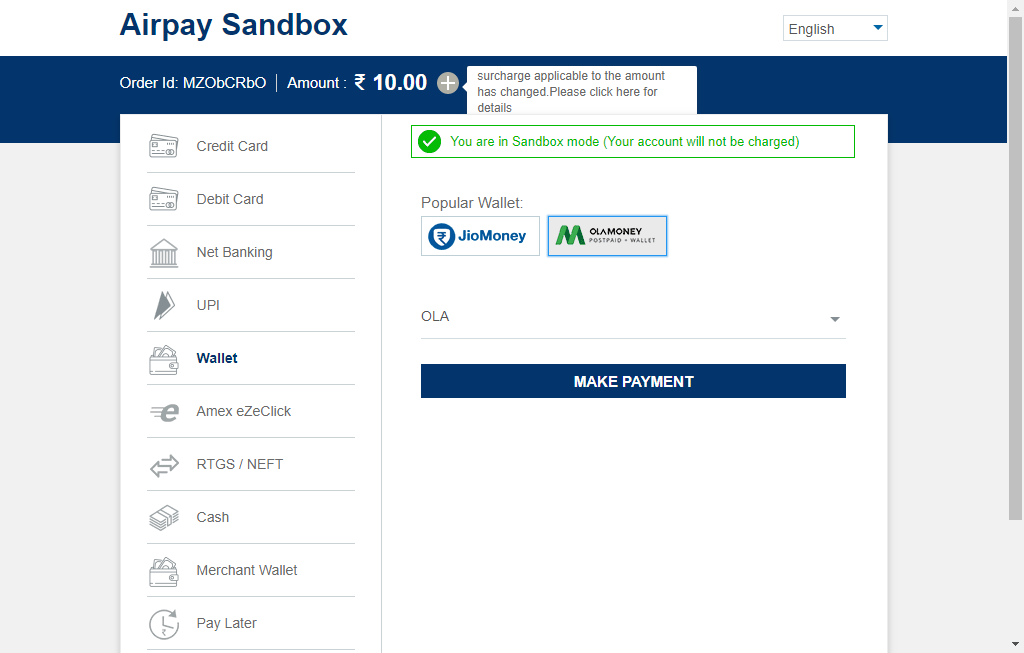 Airpay Sandbox
English
Order Id: MZObCRbO
Amount : ₹ 10.00
surcharge applicable to the amount
has changed.Please click here for
details
Credit Card
Debit Card
Net Banking
UPI
Wallet
Amex eZeClick
RTGS / NEFT
Cash
Merchant Wallet
Pay Later
You are in Sandbox mode (Your account will not be charged)
Popular Wallet:
JioMoney
OLAMONEY
POSTPAID + WALLET
OLA
MAKE PAYMENT